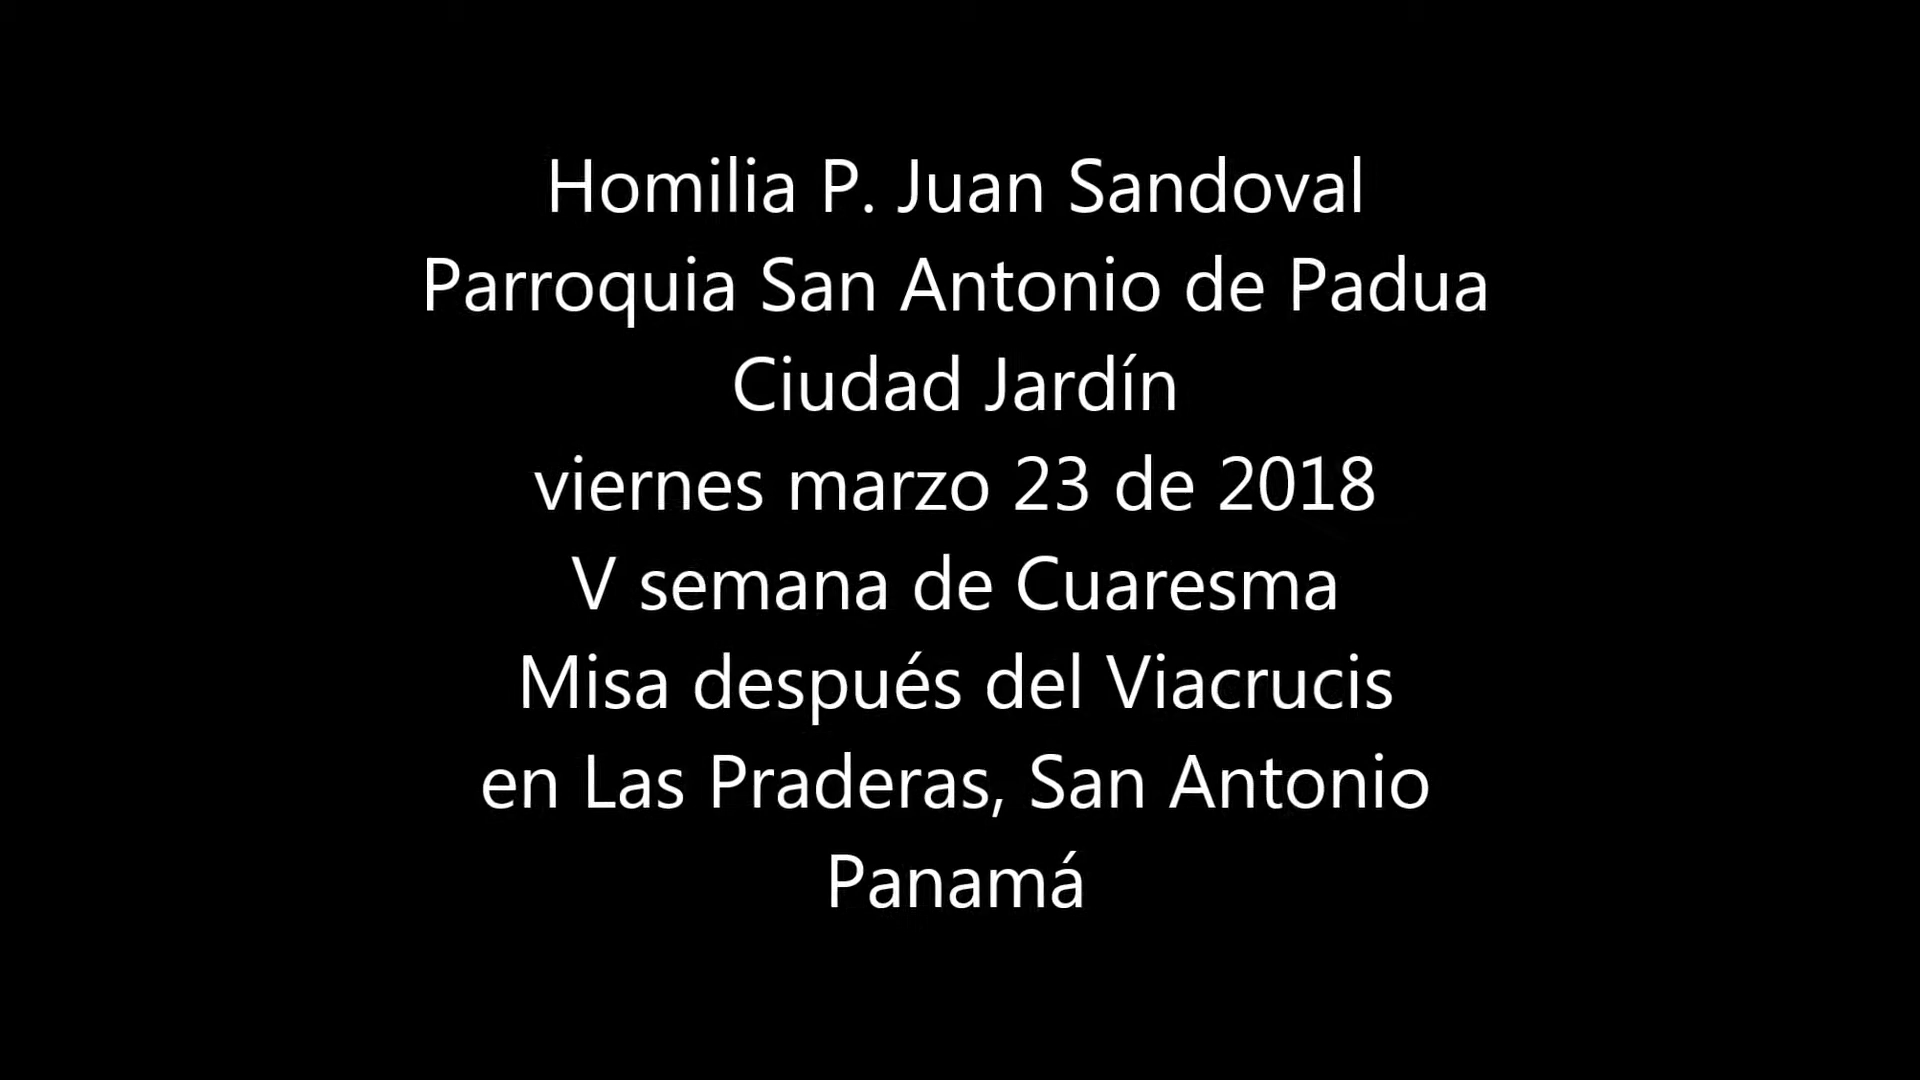 Homilia P. Juan Sandoval
Parroquia San Antonio de Padua
Ciudad Jardín
viernes marzo 23 de 2018
V semana de Cuaresma
Misa después del Viacrucis
en Las Praderas, San Antonio
Panamá